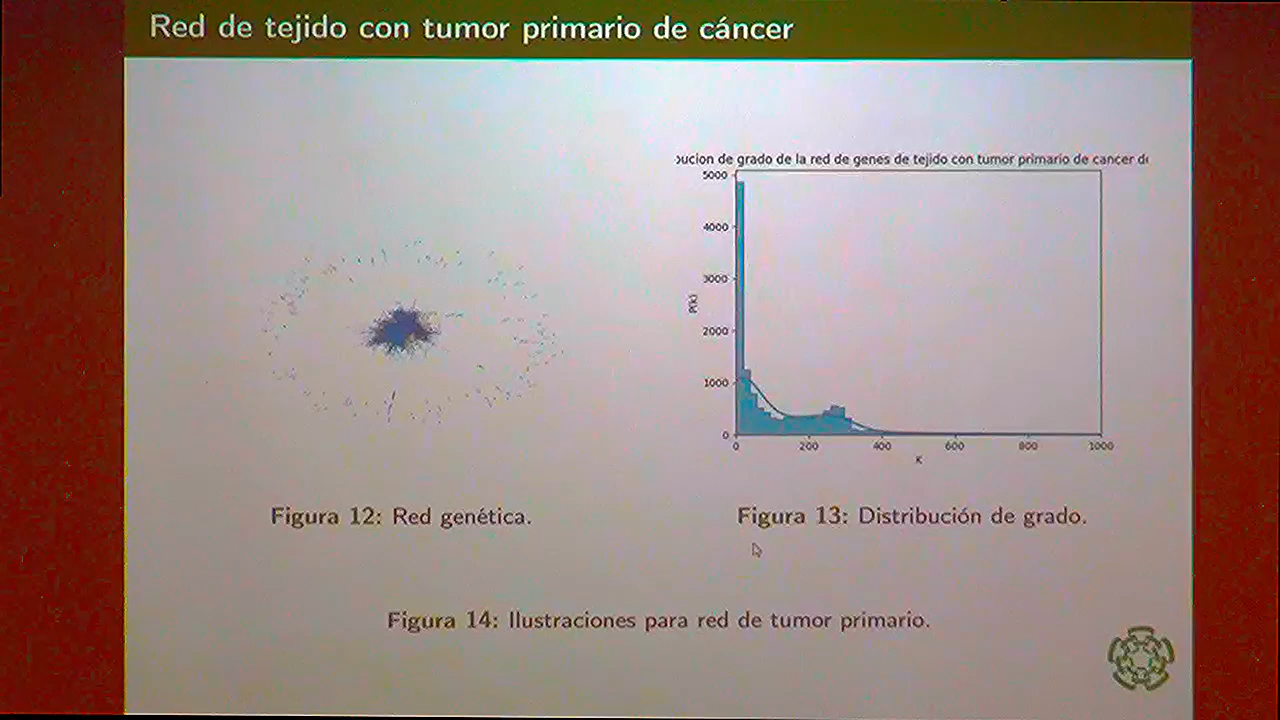 Red de tejido con tumor primario de cáncer
bucion de grado de la red de genes de tejido con tumor primario de cancer de
5000
4000
3000
2000
1000
0
P(k)
0 200 400 600 800 1000
K
Figura 12: Red genética.
Figura 13: Distribución de grado.
Figura 14: Ilustraciones para red de tumor primario.